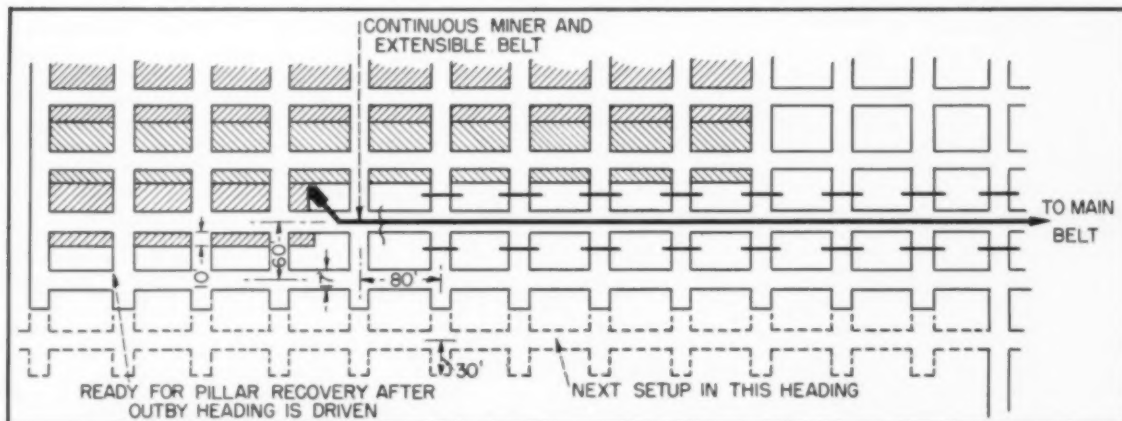 CONTINUOUS MINER AND
EXTENSIBLE BELT
TO MAIN
BELT
60'
10'
17'
80'
30'
READY FOR PILLAR RECOVERY AFTER
OUTBY HEADING IS DRIVEN
NEXT SETUP IN THIS HEADING